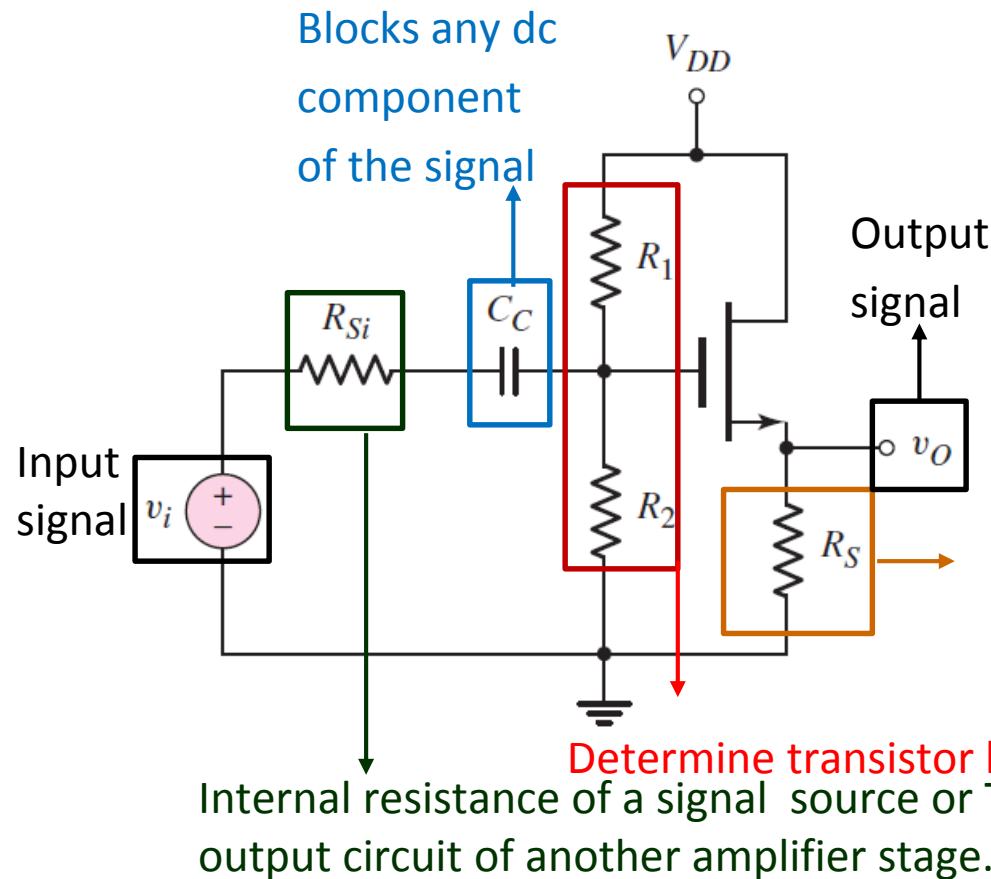 Blocks any dc
component
of the signal
V_DD
Output
signal
R_1
R_Si
C_C
v_O
Input
signal
v_i
+
−
R_2
R_S
Determine transistor
Internal resistance of a signal source or
output circuit of another amplifier stage.